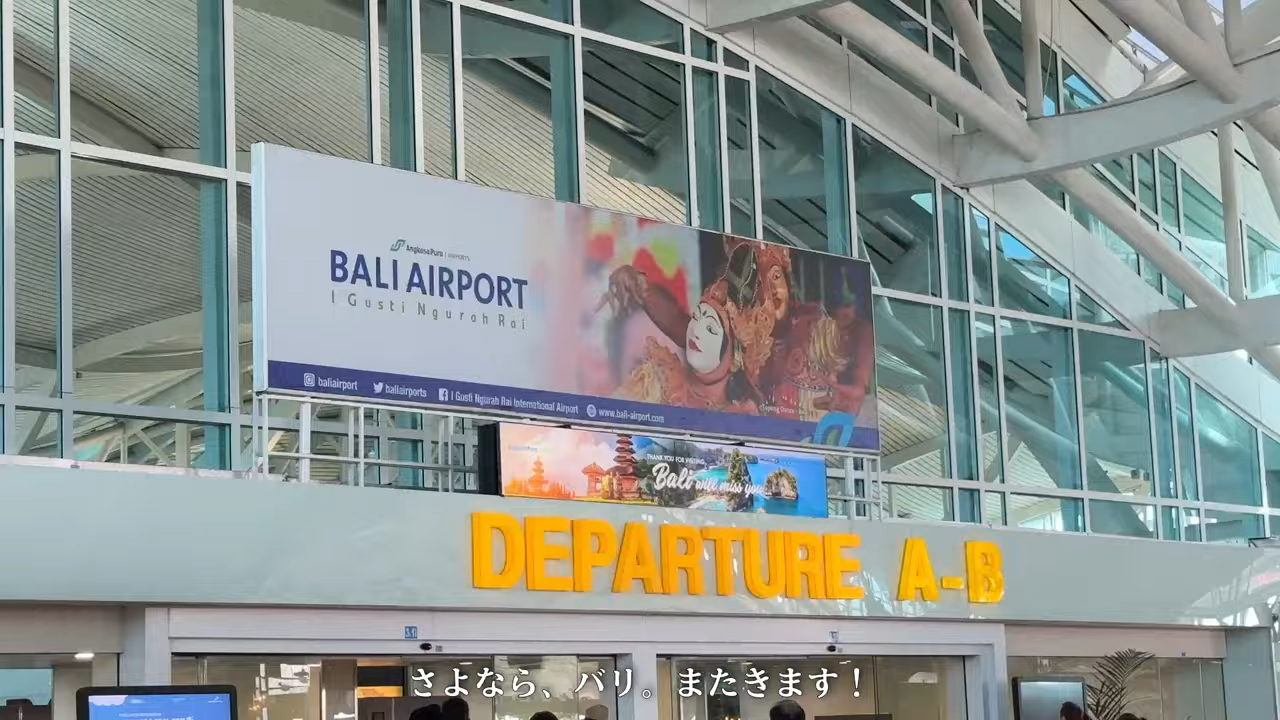 AngkasaPura | AIRPORTS
BALI AIRPORT
I Gusti Ngurah Rai
baliairport
baliairports
I Gusti Ngurah Rai International Airport
www.bali-airport.com
THANK YOU FOR VISITING
Bali will miss you
DEPARTURE A-B
さよなら、バリ。またきます！